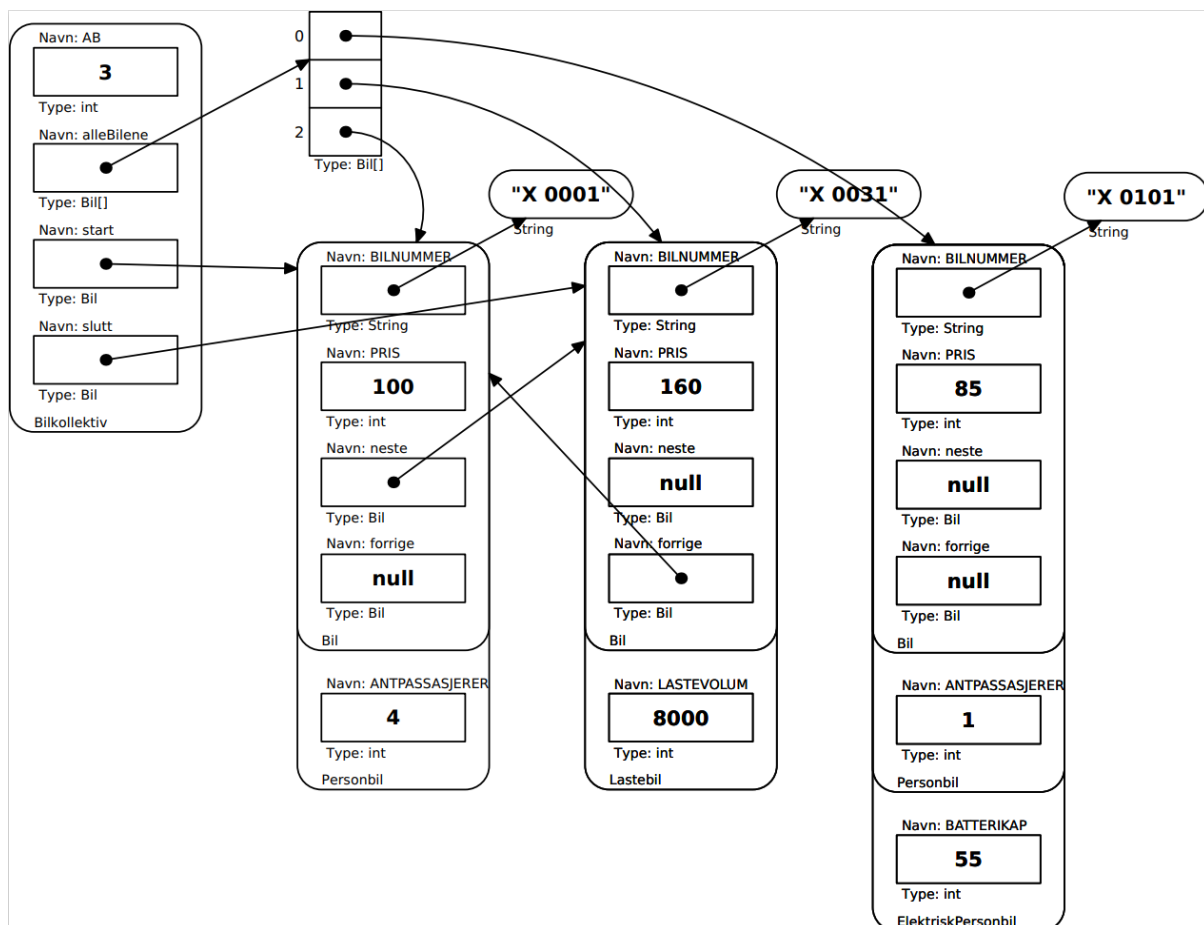 Navn: AB
3
Type: int
Navn: alleBilene
Type: Bil[]
Navn: start
Type: Bil
Navn: slutt
Type: Bil
Bilkollektiv
0
1
2
Type: Bil[]
"X 0001"
String
"X 0031"
String
"X 0101"
String
Navn: BILNUMMER
Type: String
Navn: PRIS
100
Type: int
Navn: neste
Type: Bil
Navn: forrige
null
Type: Bil
Bil
Navn: ANTPASSASJERER
4
Type: int
Personbil
Navn: BILNUMMER
Type: String
Navn: PRIS
160
Type: int
Navn: neste
null
Type: Bil
Navn: forrige
Type: Bil
Bil
Navn: LASTEVOLUM
8000
Type: int
Lastebil
Navn: BILNUMMER
Type: String
Navn: PRIS
85
Type: int
Navn: neste
null
Type: Bil
Navn: forrige
null
Type: Bil
Bil
Navn: ANTPASSASJERER
1
Type: int
Personbil
Navn: BATTERIKAP
55
Type: int
ElektriskPersonbil